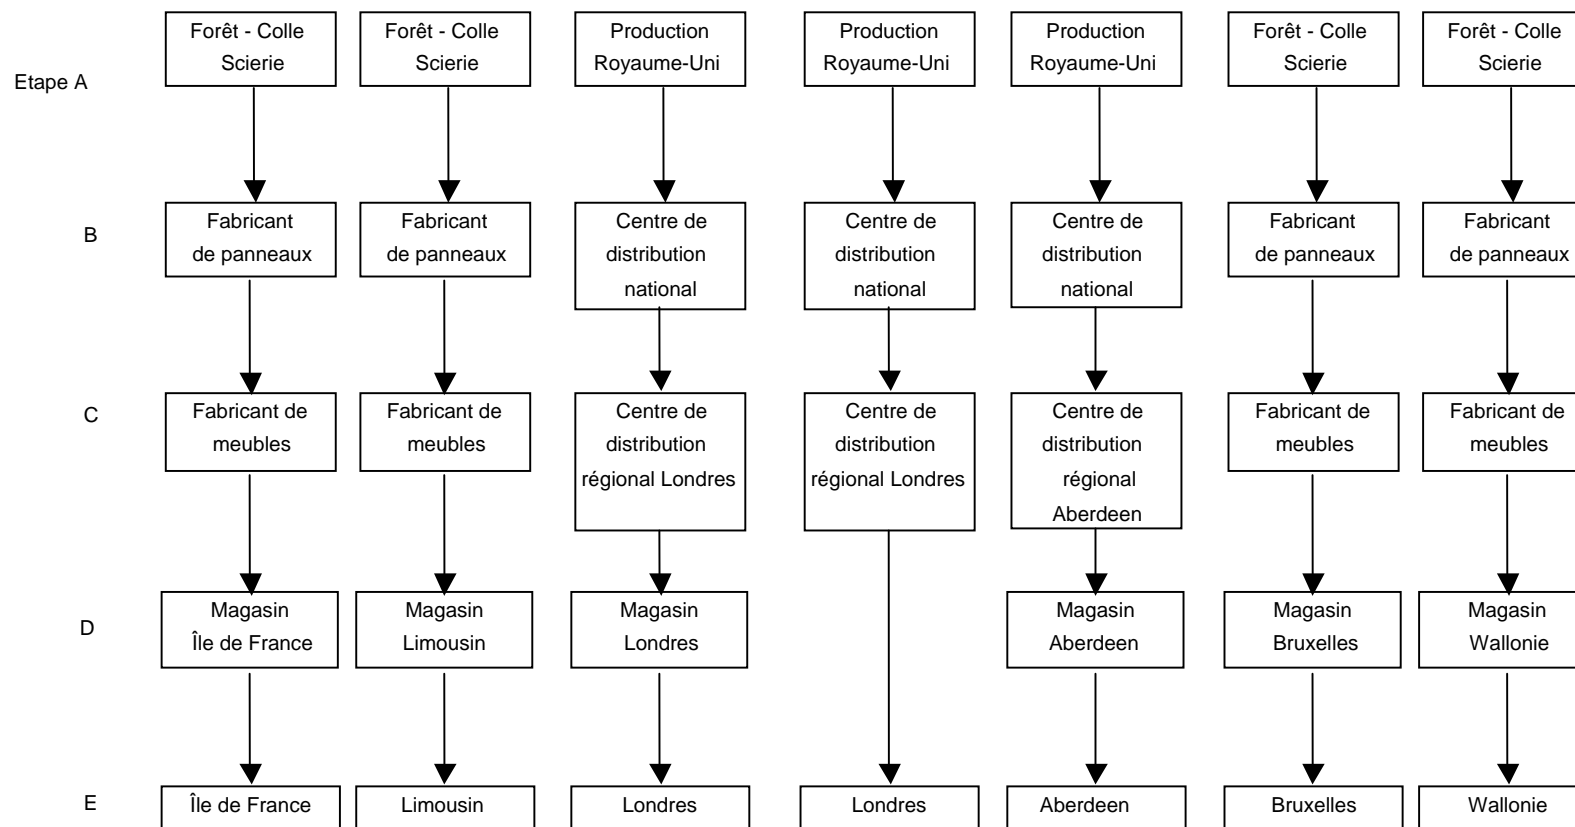 Forêt - Colle
Scierie
Forêt - Colle
Scierie
Production
Royaume-Uni
Production
Royaume-Uni
Production
Royaume-Uni
Forêt - Colle
Scierie
Forêt - Colle
Scierie
Etape A
B
Fabricant
de panneaux
Fabricant
de panneaux
Centre de
distribution
national
Centre de
distribution
national
Centre de
distribution
national
Fabricant
de panneaux
Fabricant
de panneaux
C
Fabricant de
meubles
Fabricant de
meubles
Centre de
distribution
régional Londres
Centre de
distribution
régional Londres
Centre de
distribution
régional
Aberdeen
Fabricant de
meubles
Fabricant de
meubles
D
Magasin
Île de France
Magasin
Limousin
Magasin
Londres
Magasin
Aberdeen
Magasin
Bruxelles
Magasin
Wallonie
E
Île de France
Limousin
Londres
Londres
Aberdeen
Bruxelles
Wallonie